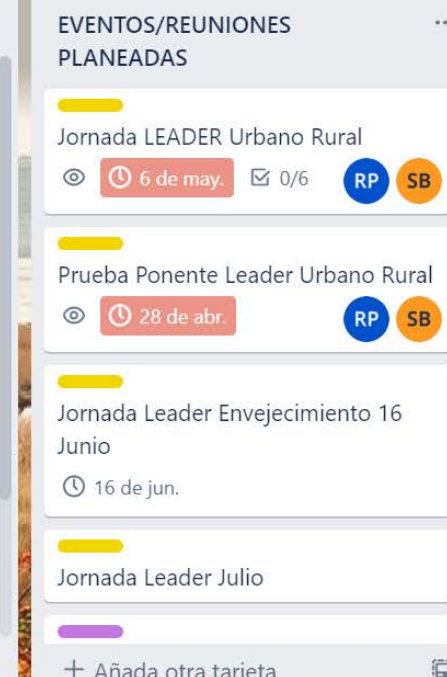 EVENTOS/REUNIONES
PLANEADAS
Jornada LEADER Urbano Rural
6 de may. 0/6 RP SB
Prueba Ponente Leader Urbano Rural
28 de abr. RP SB
Jornada Leader Envejecimiento 16
Junio
16 de jun.
Jornada Leader Julio
+ Añada otra tarjeta